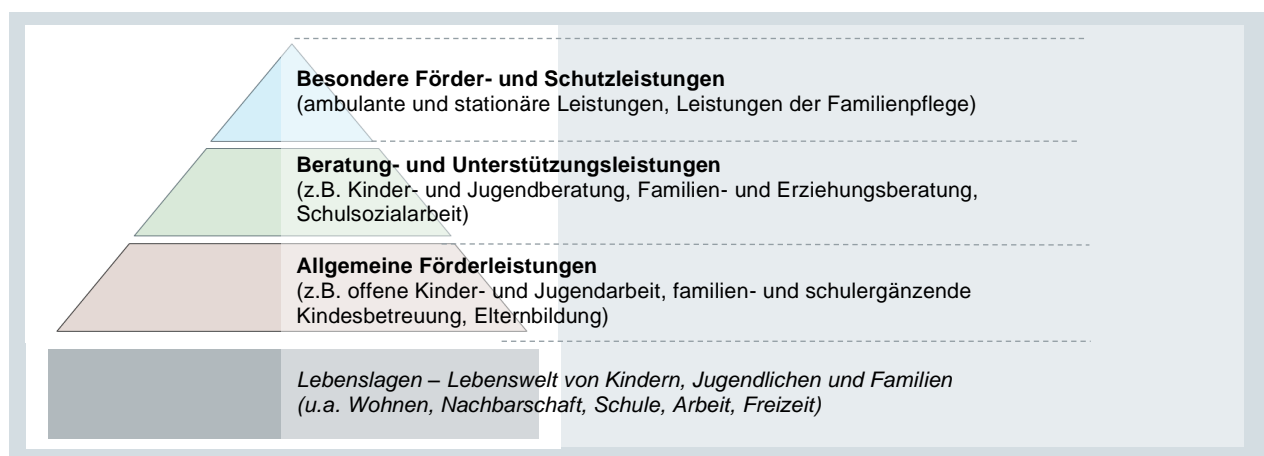 Besondere Förder- und Schutzleistungen
(ambulante und stationäre Leistungen, Leistungen der Familienpflege)
Beratung- und Unterstützungsleistungen
(z.B. Kinder- und Jugendberatung, Familien- und Erziehungsberatung,
Schulsozialarbeit)
Allgemeine Förderleistungen
(z.B. offene Kinder- und Jugendarbeit, familien- und schulergänzende
Kindesbetreuung, Elternbildung)
Lebenslagen – Lebenswelt von Kindern, Jugendlichen und Familien
(u.a. Wohnen, Nachbarschaft, Schule, Arbeit, Freizeit)